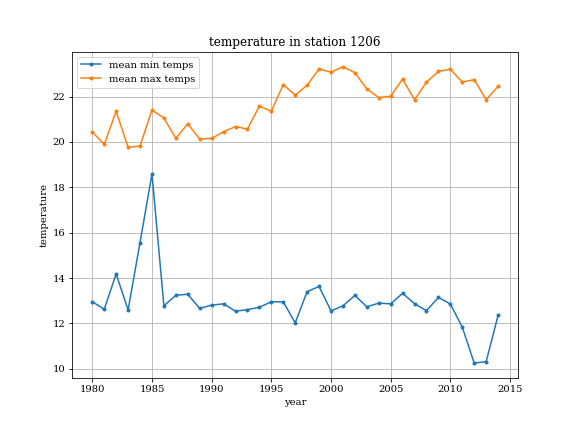 temperature in station 1206
mean min temps
mean max temps
temperature
22
20
18
16
14
12
10
1980 1985 1990 1995 2000 2005 2010 2015
year